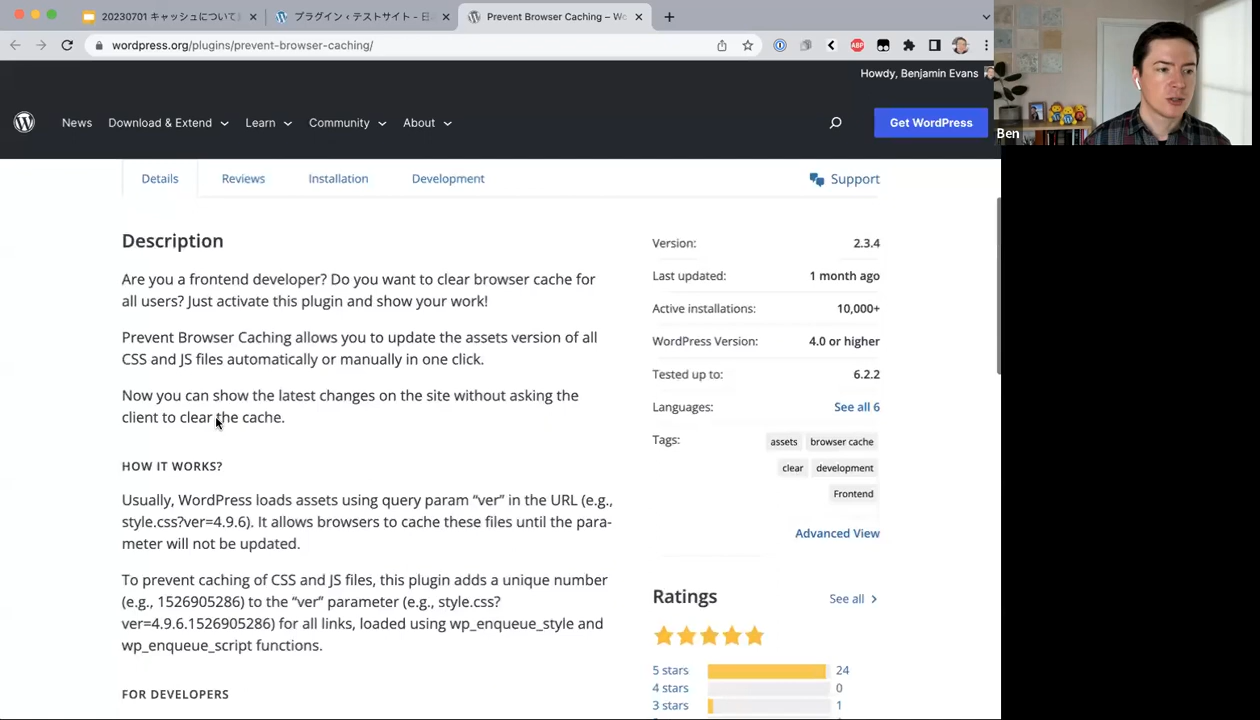 20230701 キャッシュについて
プラグイン ‹ テストサイト - 日
Prevent Browser Caching – Wo
wordpress.org/plugins/prevent-browser-caching/
ABP
Howdy, Benjamin Evans
News
Download & Extend
Learn
Community
About
Get WordPress
Ben
Details
Reviews
Installation
Development
Support
Description
Are you a frontend developer? Do you want to clear browser cache for
all users? Just activate this plugin and show your work!
Prevent Browser Caching allows you to update the assets version of all
CSS and JS files automatically or manually in one click.
Now you can show the latest changes on the site without asking the
client to clear the cache.
HOW IT WORKS?
Usually, WordPress loads assets using query param “ver” in the URL (e.g.,
style.css?ver=4.9.6). It allows browsers to cache these files until the para-
meter will not be updated.
To prevent caching of CSS and JS files, this plugin adds a unique number
(e.g., 1526905286) to the “ver” parameter (e.g., style.css?
ver=4.9.6.1526905286) for all links, loaded using wp_enqueue_style and
wp_enqueue_script functions.
FOR DEVELOPERS
Version: 2.3.4
Last updated: 1 month ago
Active installations: 10,000+
WordPress Version: 4.0 or higher
Tested up to: 6.2.2
Languages: See all 6
Tags: assets browser cache
clear development
Frontend
Advanced View
Ratings See all
5 stars 24
4 stars 0
3 stars 1